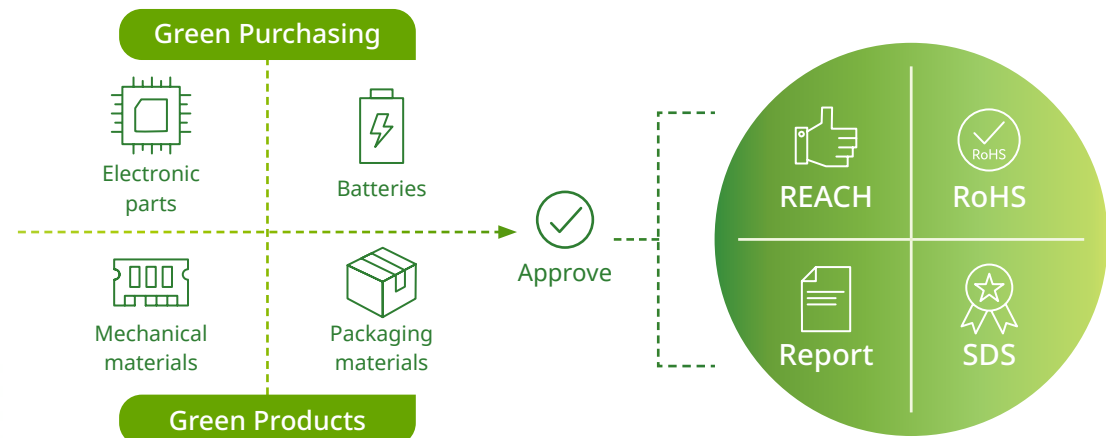 Green Purchasing
Electronic
parts
Batteries
Mechanical
materials
Packaging
materials
Green Products
Approve
REACH
RoHS
RoHS
Report
SDS